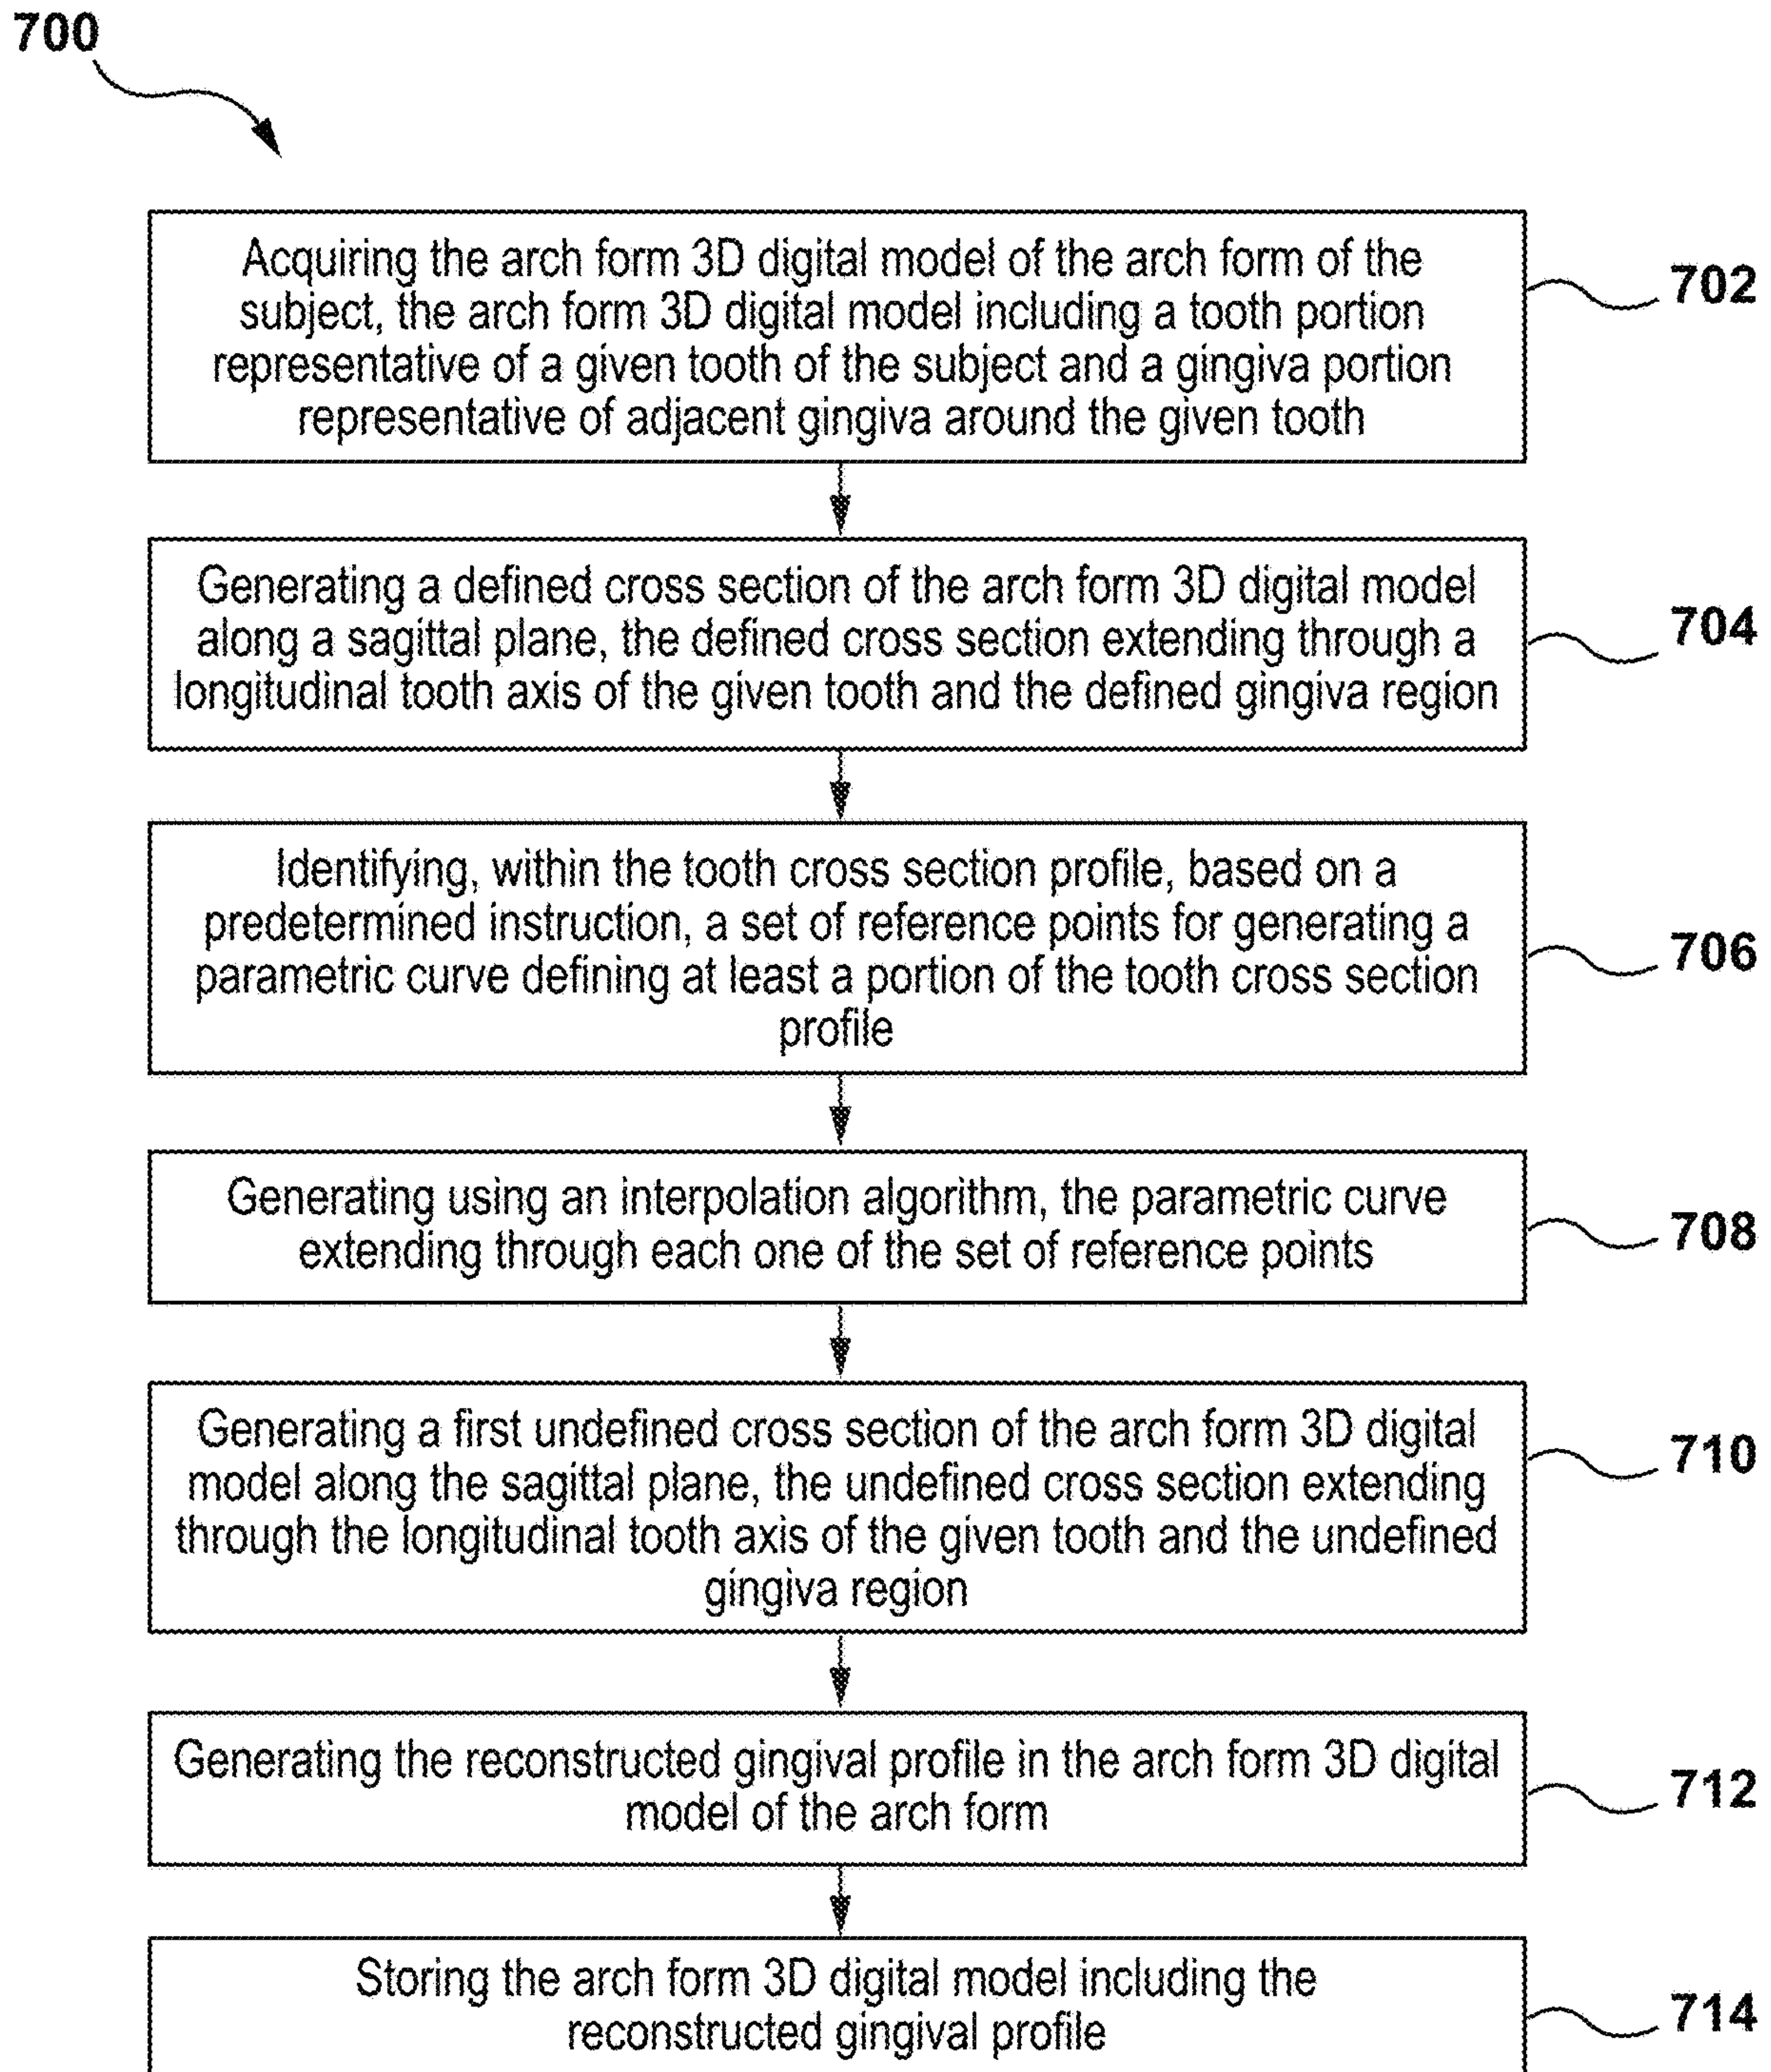 700
Acquiring the arch form 3D digital model of the arch form of the
subject, the arch form 3D digital model including a tooth portion
representative of a given tooth of the subject and a gingiva portion
representative of adjacent gingiva around the given tooth
702
Generating a defined cross section of the arch form 3D digital model
along a sagittal plane, the defined cross section extending through a
longitudinal tooth axis of the given tooth and the defined gingiva region
704
Identifying, within the tooth cross section profile, based on a
predetermined instruction, a set of reference points for generating a
parametric curve defining at least a portion of the tooth cross section
profile
706
Generating using an interpolation algorithm, the parametric curve
extending through each one of the set of reference points
708
Generating a first undefined cross section of the arch form 3D digital
model along the sagittal plane, the undefined cross section extending
through the longitudinal tooth axis of the given tooth and the undefined
gingiva region
710
Generating the reconstructed gingival profile in the arch form 3D digital
model of the arch form
712
Storing the arch form 3D digital model including the
reconstructed gingival profile
714